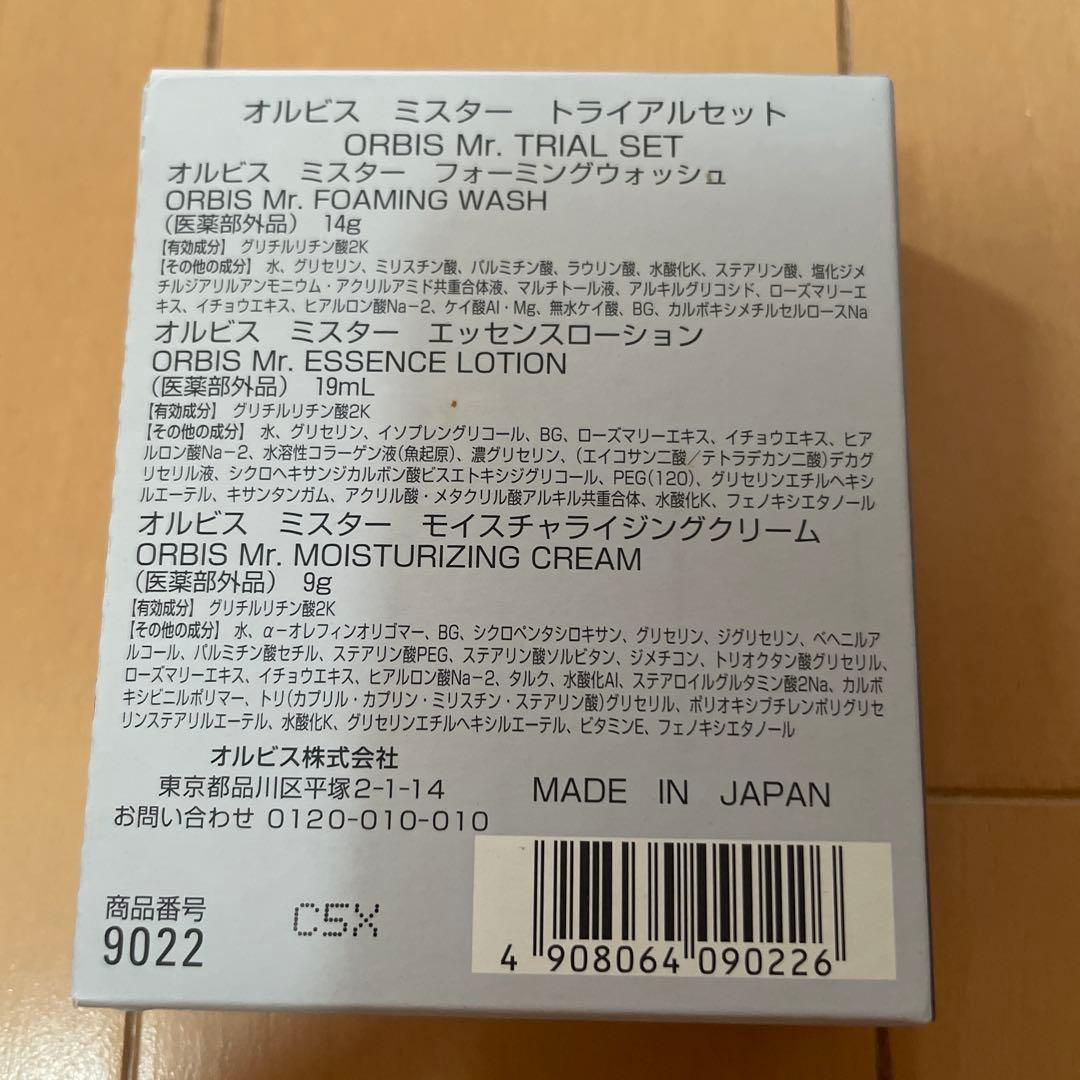 オルビス　ミスター　トライアルセット
ORBIS Mr. TRIAL SET
オルビス　ミスター　フォーミングウォッシュ
ORBIS Mr. FOAMING WASH
(医薬部外品)　14g
【有効成分】 グリチルリチン酸2K
【その他の成分】 水、グリセリン、ミリスチン酸、パルミチン酸、ラウリン酸、水酸化K、ステアリン酸、塩化ジメ
チルジアリルアンモニウム・アクリルアミド共重合体液、マルチトール液、アルキルグリコシド、ローズマリーエ
キス、イチョウエキス、ヒアルロン酸Na－2、ケイ酸Al・Mg、無水ケイ酸、BG、カルボキシメチルセルロースNa
オルビス　ミスター　エッセンスローション
ORBIS Mr. ESSENCE LOTION
(医薬部外品)　19mL
【有効成分】 グリチルリチン酸2K
【その他の成分】 水、グリセリン、イソプレングリコール、BG、ローズマリーエキス、イチョウエキス、ヒア
ルロン酸Na－2、水溶性コラーゲン液(魚起原)、濃グリセリン、(エイコサン二酸／テトラデカン二酸)デカグ
リセリル液、シクロヘキサンジカルボン酸ビスエトキシジグリコール、PEG(120)、グリセリンエチルヘキシ
ルエーテル、キサンタンガム、アクリル酸・メタクリル酸アルキル共重合体、水酸化K、フェノキシエタノール
オルビス　ミスター　モイスチャライジングクリーム
ORBIS Mr. MOISTURIZING CREAM
(医薬部外品)　9g
【有効成分】 グリチルリチン酸2K
【その他の成分】 水、α－オレフィンオリゴマー、BG、シクロペンタシロキサン、グリセリン、ジグリセリン、ベヘニルア
ルコール、パルミチン酸セチル、ステアリン酸PEG、ステアリン酸ソルビタン、ジメチコン、トリオクタン酸グリセリル、
ローズマリーエキス、イチョウエキス、ヒアルロン酸Na－2、タルク、水酸化Al、ステアロイルグルタミン酸2Na、カルボ
キシビニルポリマー、トリ(カプリル・カプリン・ミリスチン・ステアリン酸)グリセリル、ポリオキシブチレンポリグリセ
リンステアリルエーテル、水酸化K、グリセリンエチルヘキシルエーテル、ビタミンE、フェノキシエタノール
オルビス株式会社
東京都品川区平塚2-1-14
お問い合わせ 0120-010-010
MADE IN JAPAN
商品番号
9022
C5X
4 908064 090226